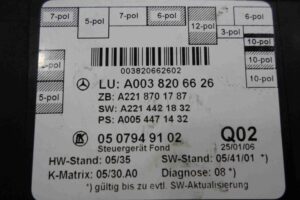 7-pol
5-pol
6-pol
12-pol
5-pol
9-pol
10-pol
10-pol
003820662602
5-pol
LU: A003 820 66 26
ZB: A221 870 17 87
SW: A221 442 18 32
PS: A005 447 14 32
05 0794 91 02
Q02
Steuergerät Fond
25/01/06
HW-Stand: 05/35
SW-Stand: 05/41/01 *)
K-Matrix: 05/30.A0
Diagnose: 08 *)
*) gültig bis zu evtl. SW-Aktualisierung